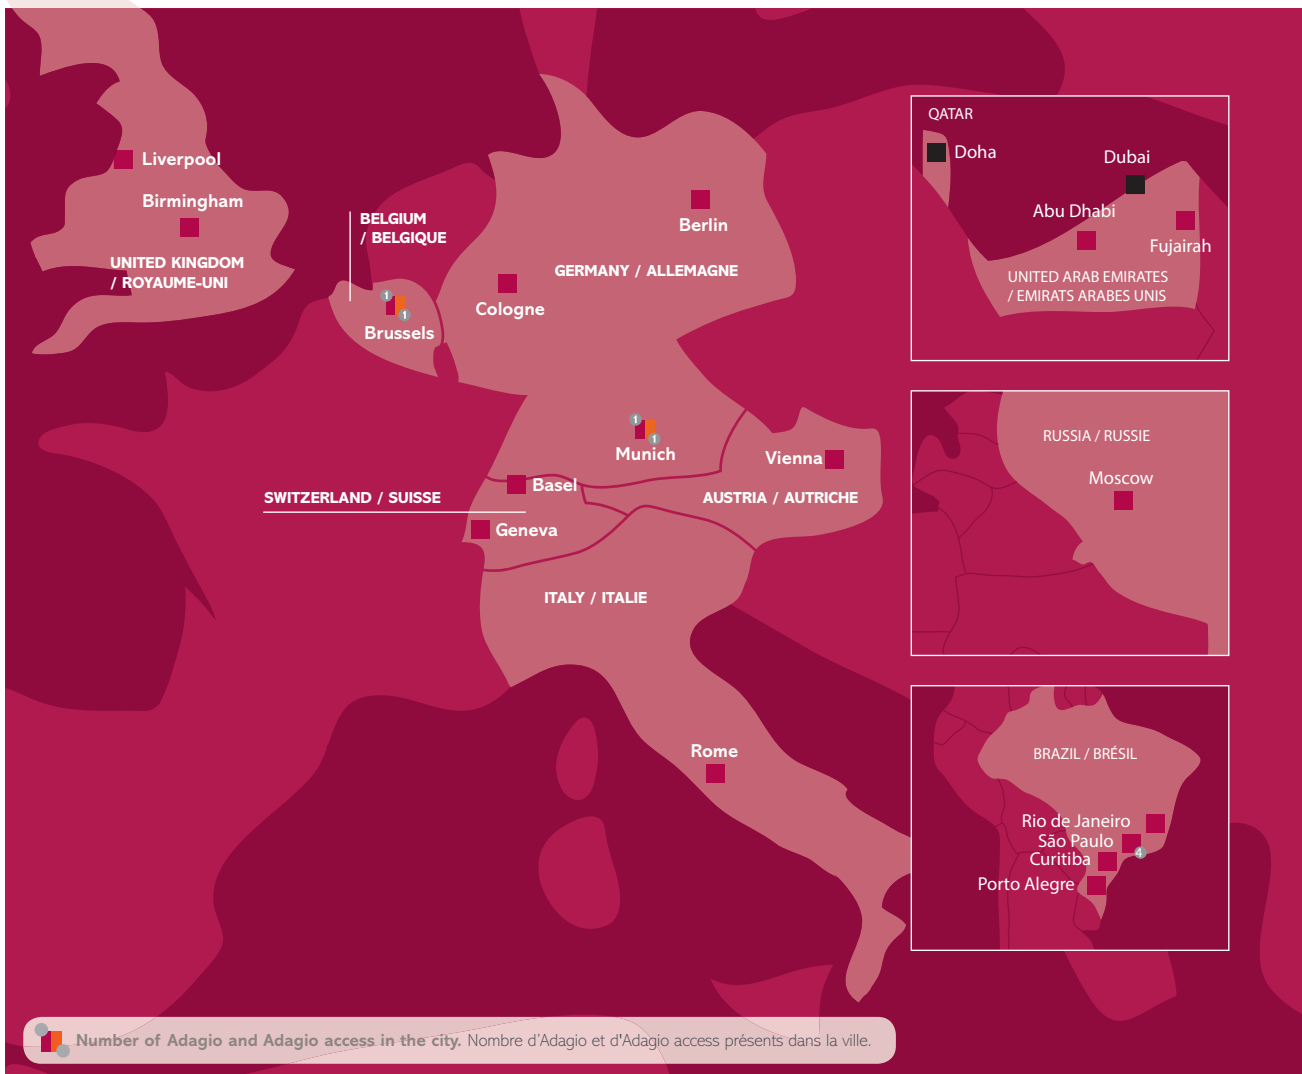 Liverpool
Birmingham
UNITED KINGDOM
/ ROYAUME-UNI
BELGIUM
/ BELGIQUE
1
1
Brussels
Berlin
GERMANY / ALLEMAGNE
Cologne
1
1
Munich
Vienna
AUSTRIA / AUTRICHE
SWITZERLAND / SUISSE
Basel
Geneva
ITALY / ITALIE
Rome
QATAR
Doha
Dubai
Abu Dhabi
Fujairah
UNITED ARAB EMIRATES
/ EMIRATS ARABES UNIS
RUSSIA / RUSSIE
Moscow
BRAZIL / BRÉSIL
Rio de Janeiro
São Paulo
4
Curitiba
Porto Alegre
Number of Adagio and Adagio access in the city. Nombre d'Adagio et d'Adagio access présents dans la ville.